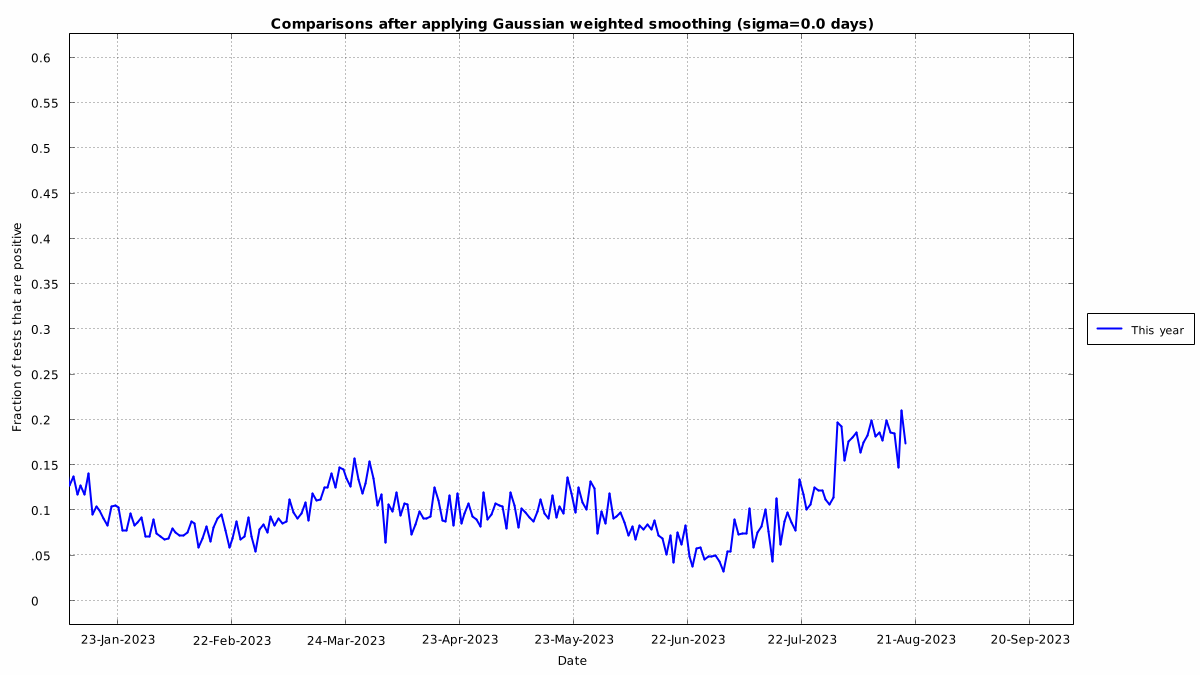 Comparisons after applying Gaussian weighted smoothing (sigma=0.0 days)
0.6
0.55
0.5
0.45
0.4
0.35
0.3
0.25
0.2
0.15
0.1
.05
0
Fraction of tests that are positive
23-Jan-2023 22-Feb-2023 24-Mar-2023 23-Apr-2023 23-May-2023 22-Jun-2023 22-Jul-2023 21-Aug-2023 20-Sep-2023
Date
This year